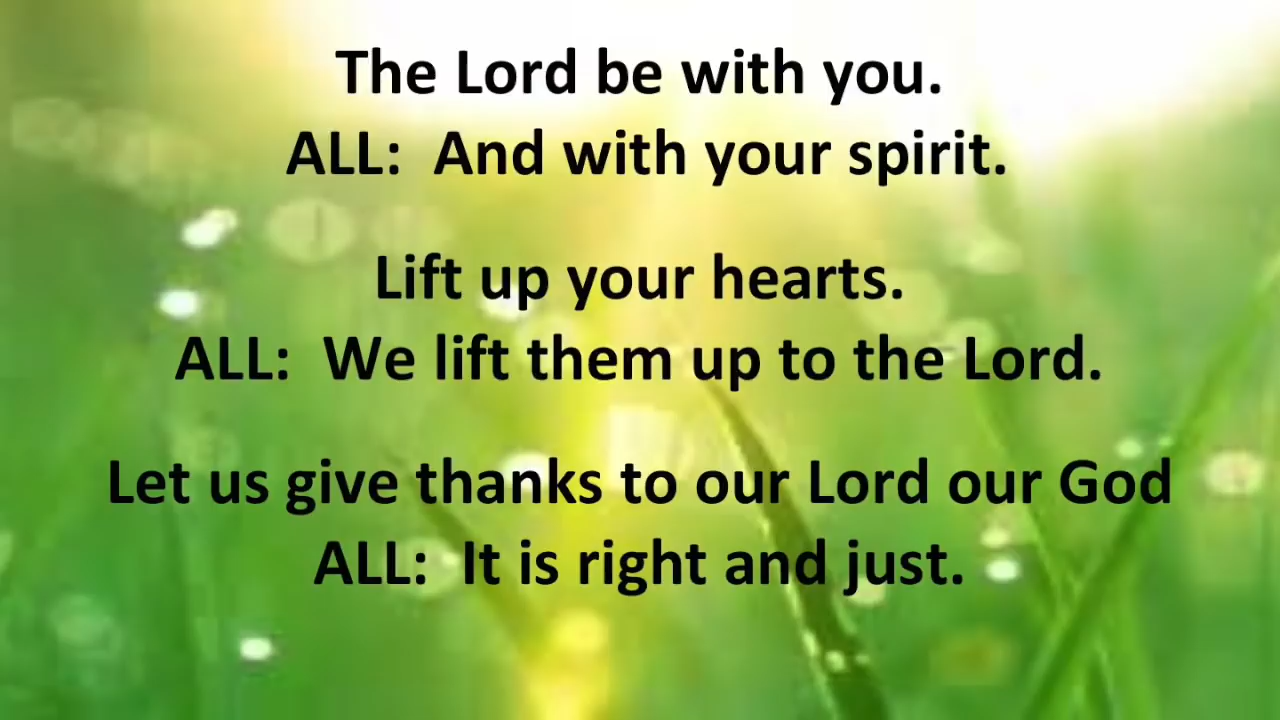 The Lord be with you.
ALL: And with your spirit.
Lift up your hearts.
ALL: We lift them up to the Lord.
Let us give thanks to our Lord our God
ALL: It is right and just.